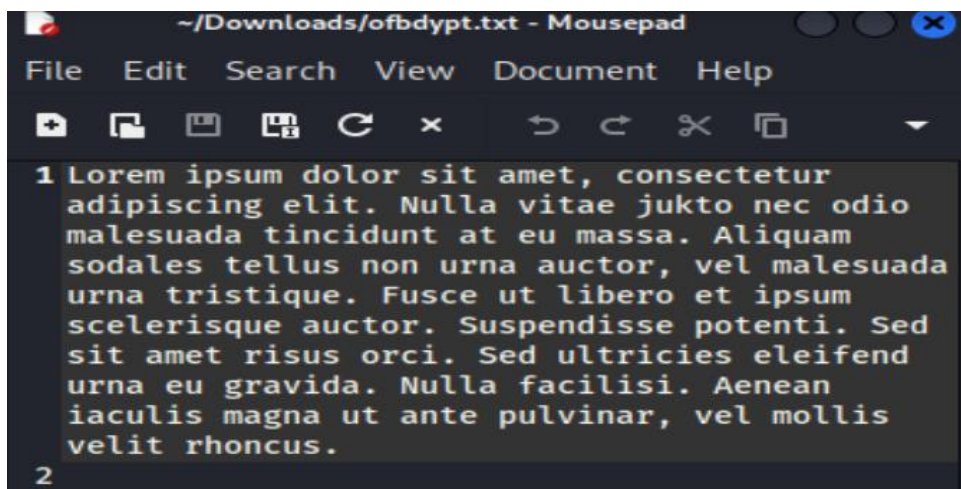 ~/Downloads/ofbdypt.txt - Mousepad
File Edit Search View Document Help
1 Lorem ipsum dolor sit amet, consectetur
adipiscing elit. Nulla vitae jukto nec odio
malesuada tincidunt at eu massa. Aliquam
sodales tellus non urna auctor, vel malesuada
urna tristique. Fusce ut libero et ipsum
scelerisque auctor. Suspendisse potenti. Sed
sit amet risus orci. Sed ultricies eleifend
urna eu gravida. Nulla facilisi. Aenean
iaculis magna ut ante pulvinar, vel mollis
velit rhoncus.
2